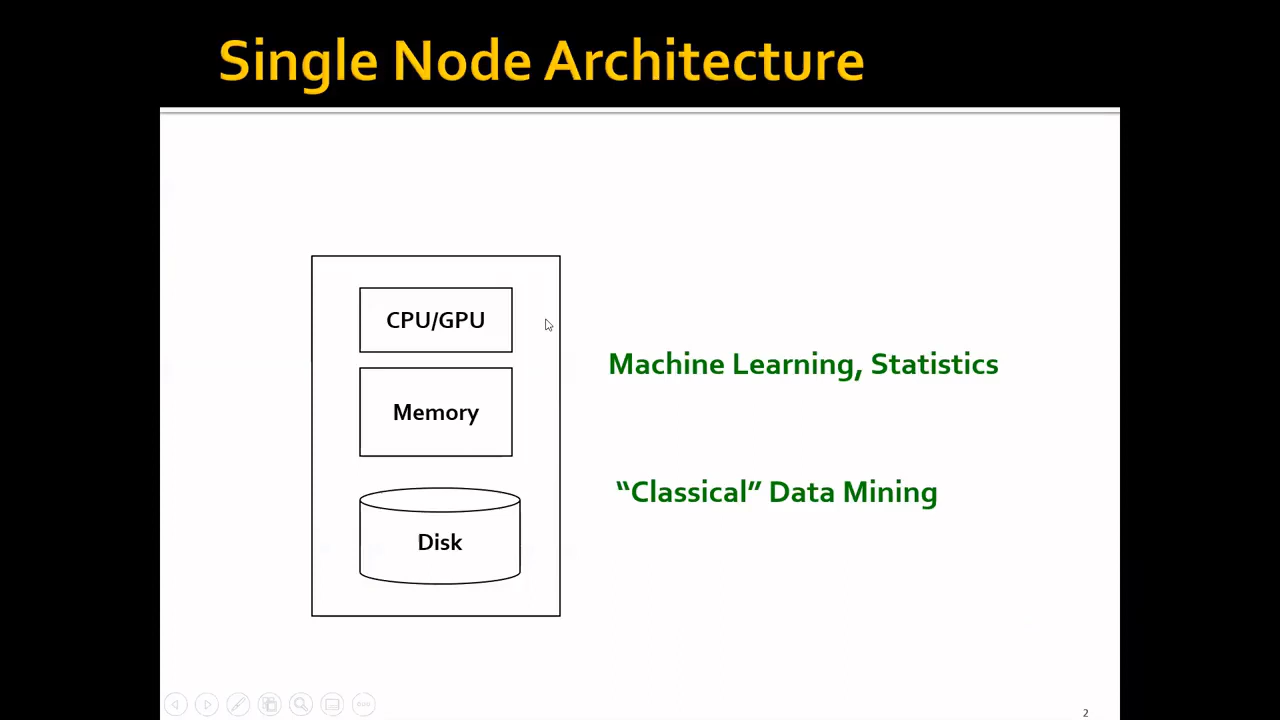 Single Node Architecture
CPU/GPU
Machine Learning, Statistics
Memory
“Classical” Data Mining
Disk
2